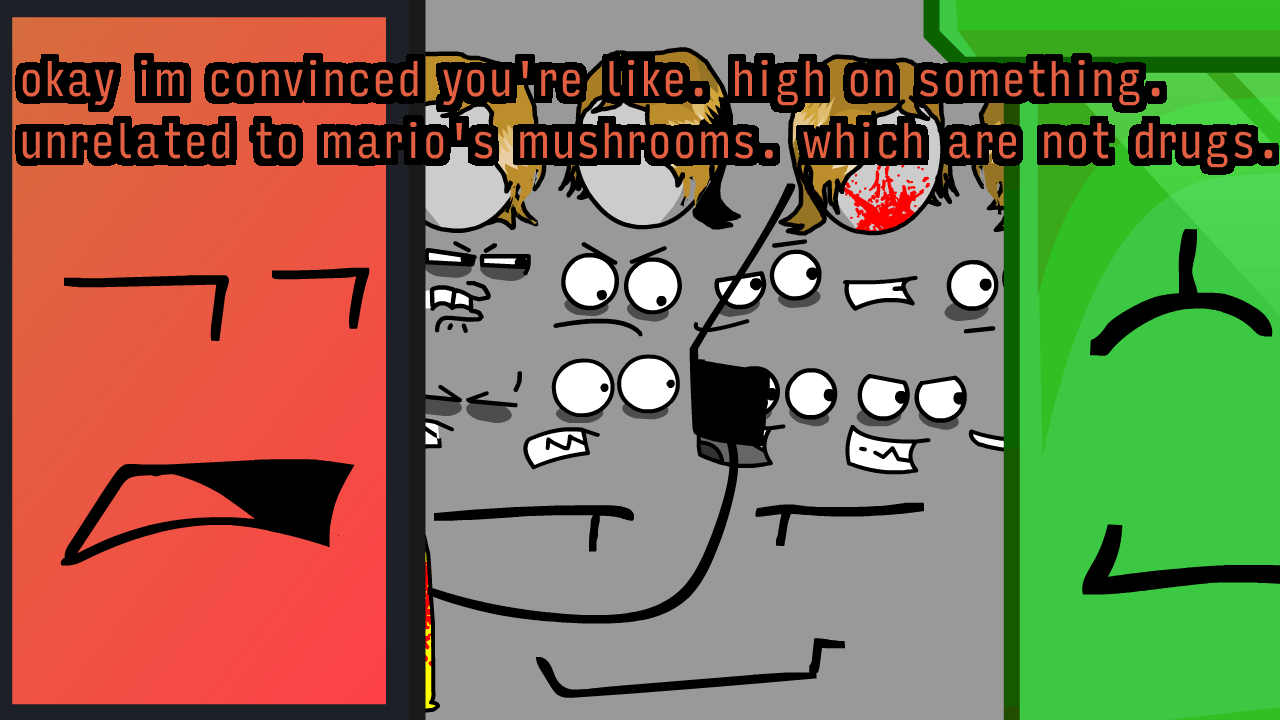 okay im convinced you're like. high on something.
unrelated to mario's mushrooms. which are not drugs.